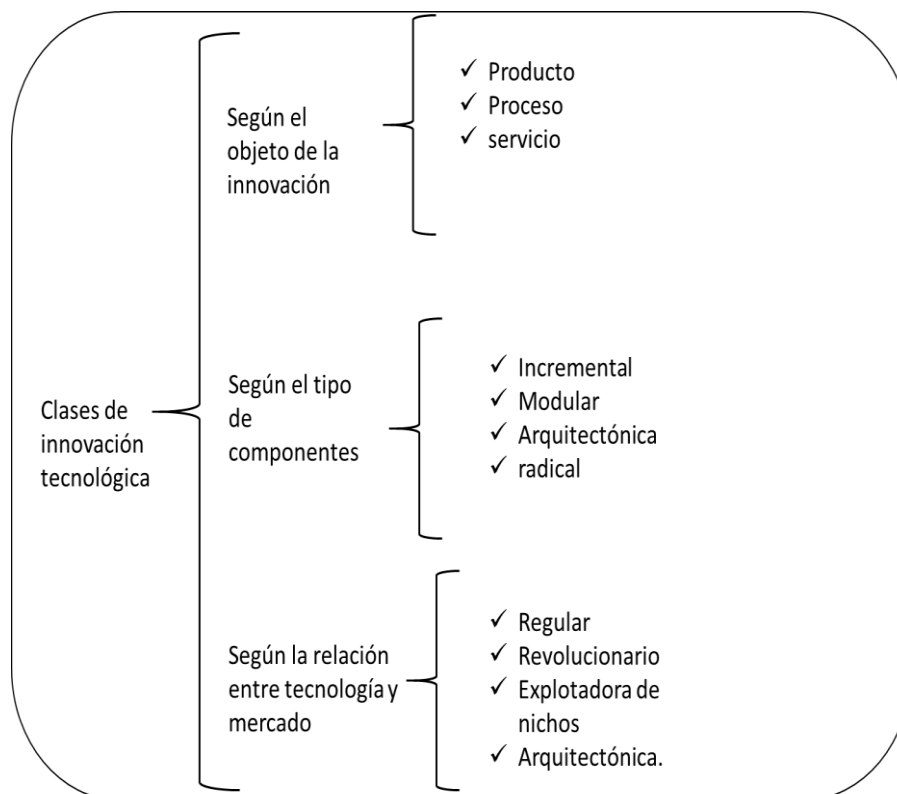 Clases de
innovación
tecnológica
Según el
objeto de la
innovación
✓ Producto
✓ Proceso
✓ servicio
Según el tipo
de
componentes
✓ Incremental
✓ Modular
✓ Arquitectónica
✓ radical
Según la relación
entre tecnología y
mercado
✓ Regular
✓ Revolucionario
✓ Explotadora de
nichos
✓ Arquitectónica.